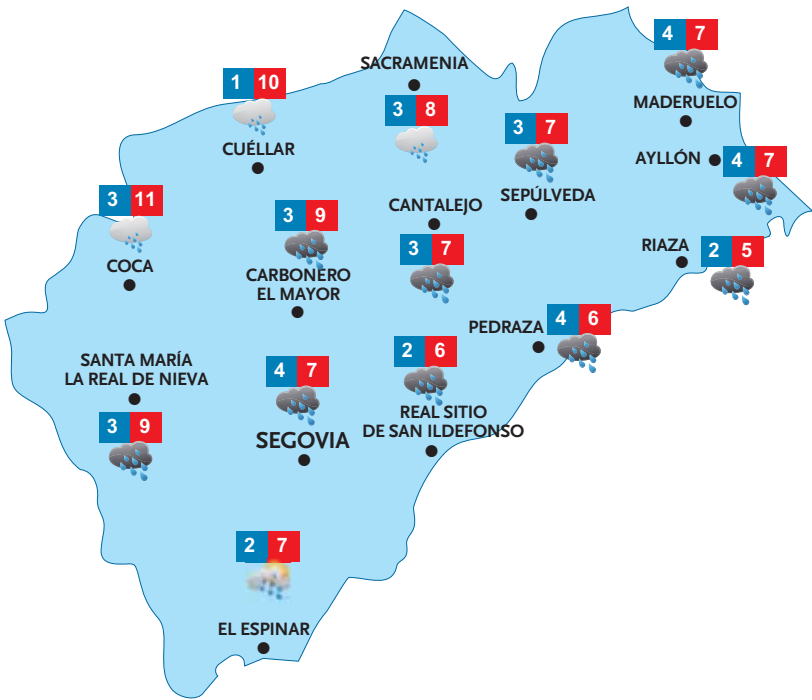 4 7
MADERUELO
SACRAMENIA
3 8
1 10
CUÉLLAR
3 7
SEPÚLVEDA
AYLLÓN
4 7
3 11
COCA
3 9
CARBONERO
EL MAYOR
CANTALEJO
3 7
RIAZA
2 5
PEDRAZA
4 6
SANTA MARÍA
LA REAL DE NIEVA
3 9
4 7
SEGOVIA
2 6
REAL SITIO
DE SAN ILDEFONSO
2 7
EL ESPINAR